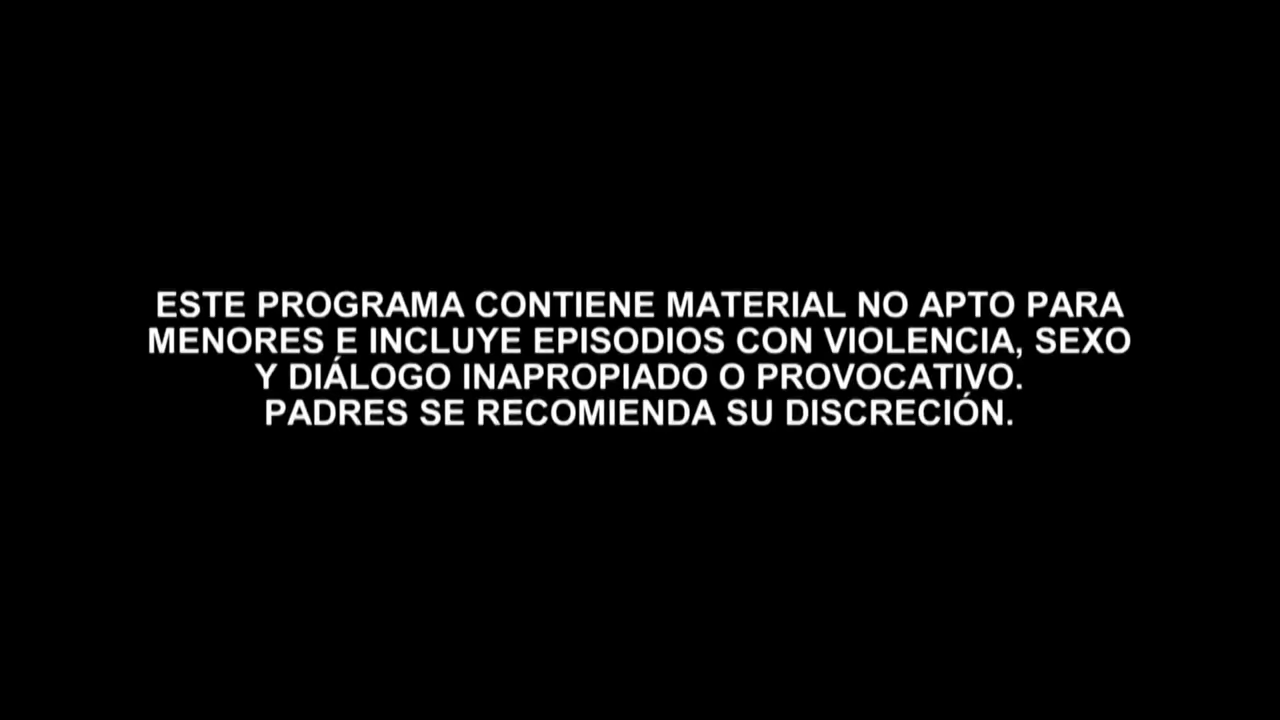 ESTE PROGRAMA CONTIENE MATERIAL NO APTO PARA
MENORES E INCLUYE EPISODIOS CON VIOLENCIA, SEXO
Y DIÁLOGO INAPROPIADO O PROVOCATIVO.
PADRES SE RECOMIENDA SU DISCRECIÓN.